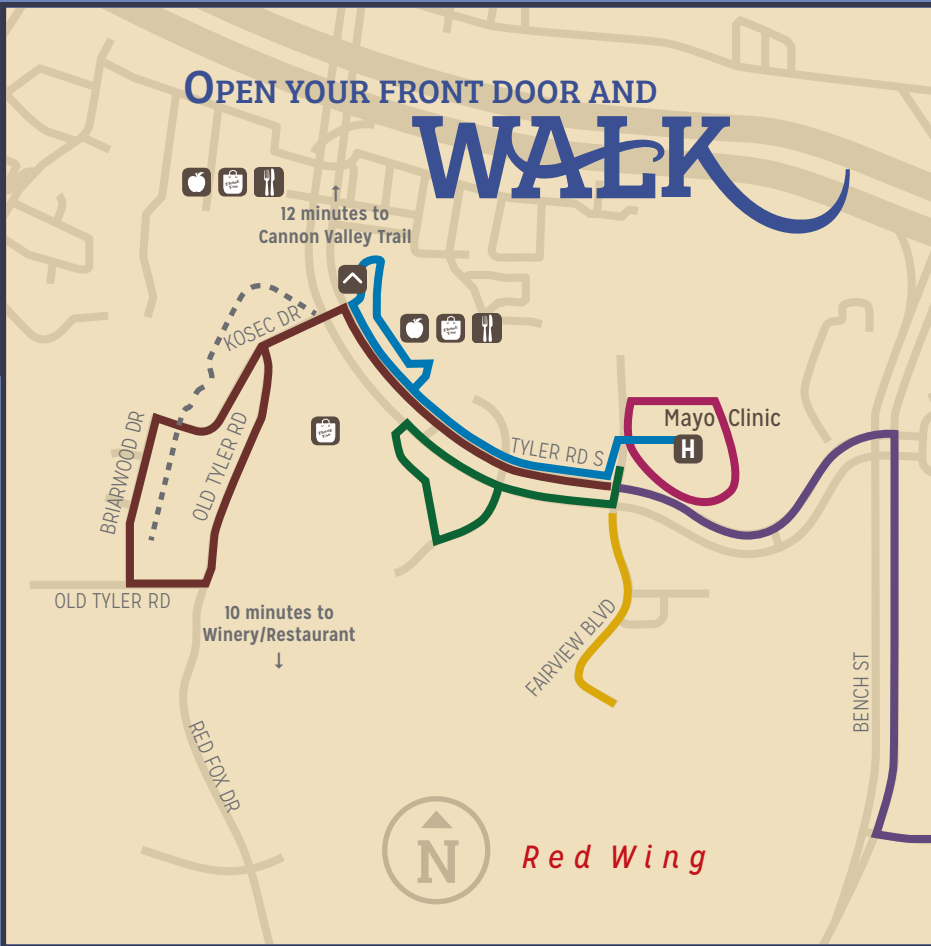 OPEN YOUR FRONT DOOR AND
WALK
↑
12 minutes to
Cannon Valley Trail
KOSEC DR
BRIARWOOD DR
OLD TYLER RD
TYLER RD S
Mayo Clinic
H
OLD TYLER RD
10 minutes to
Winery/Restaurant
↓
FAIRVIEW BLVD
BENCH ST
RED FOX DR
N
Red Wing